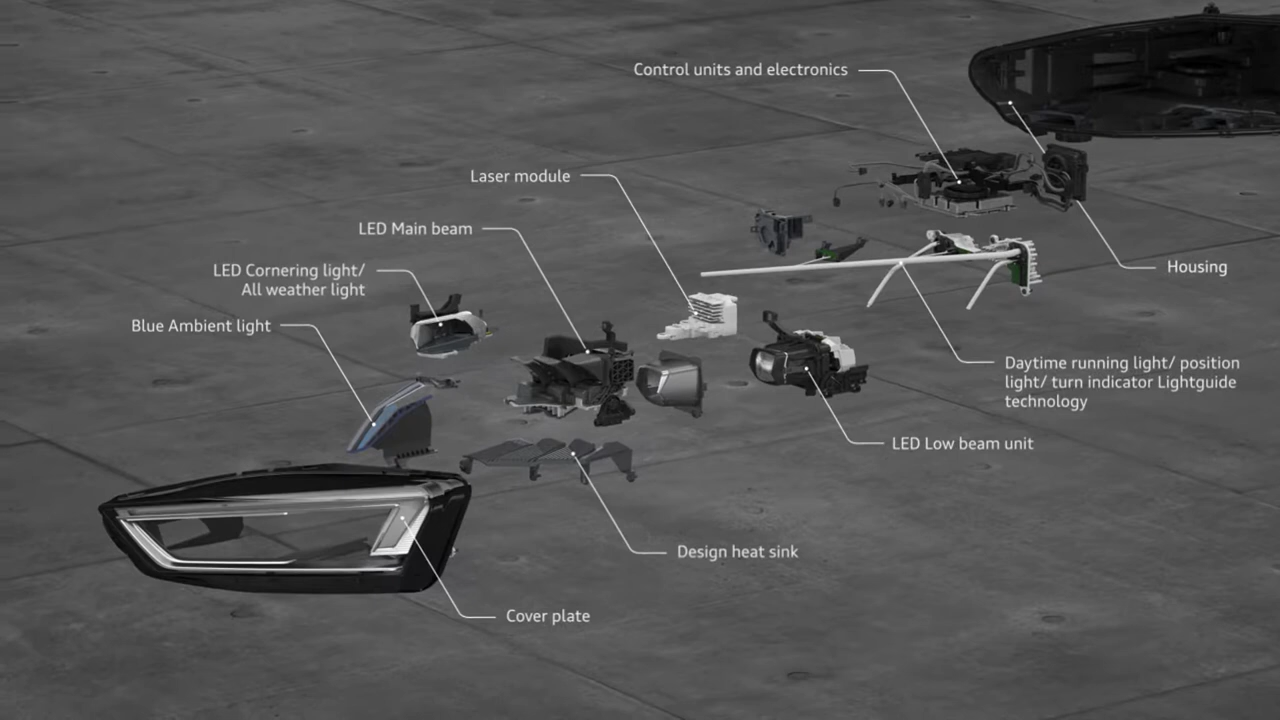 Control units and electronics
Laser module
LED Main beam
LED Cornering light/
All weather light
Housing
Blue Ambient light
Daytime running light/ position
light/ turn indicator Lightguide
technology
LED Low beam unit
Design heat sink
Cover plate